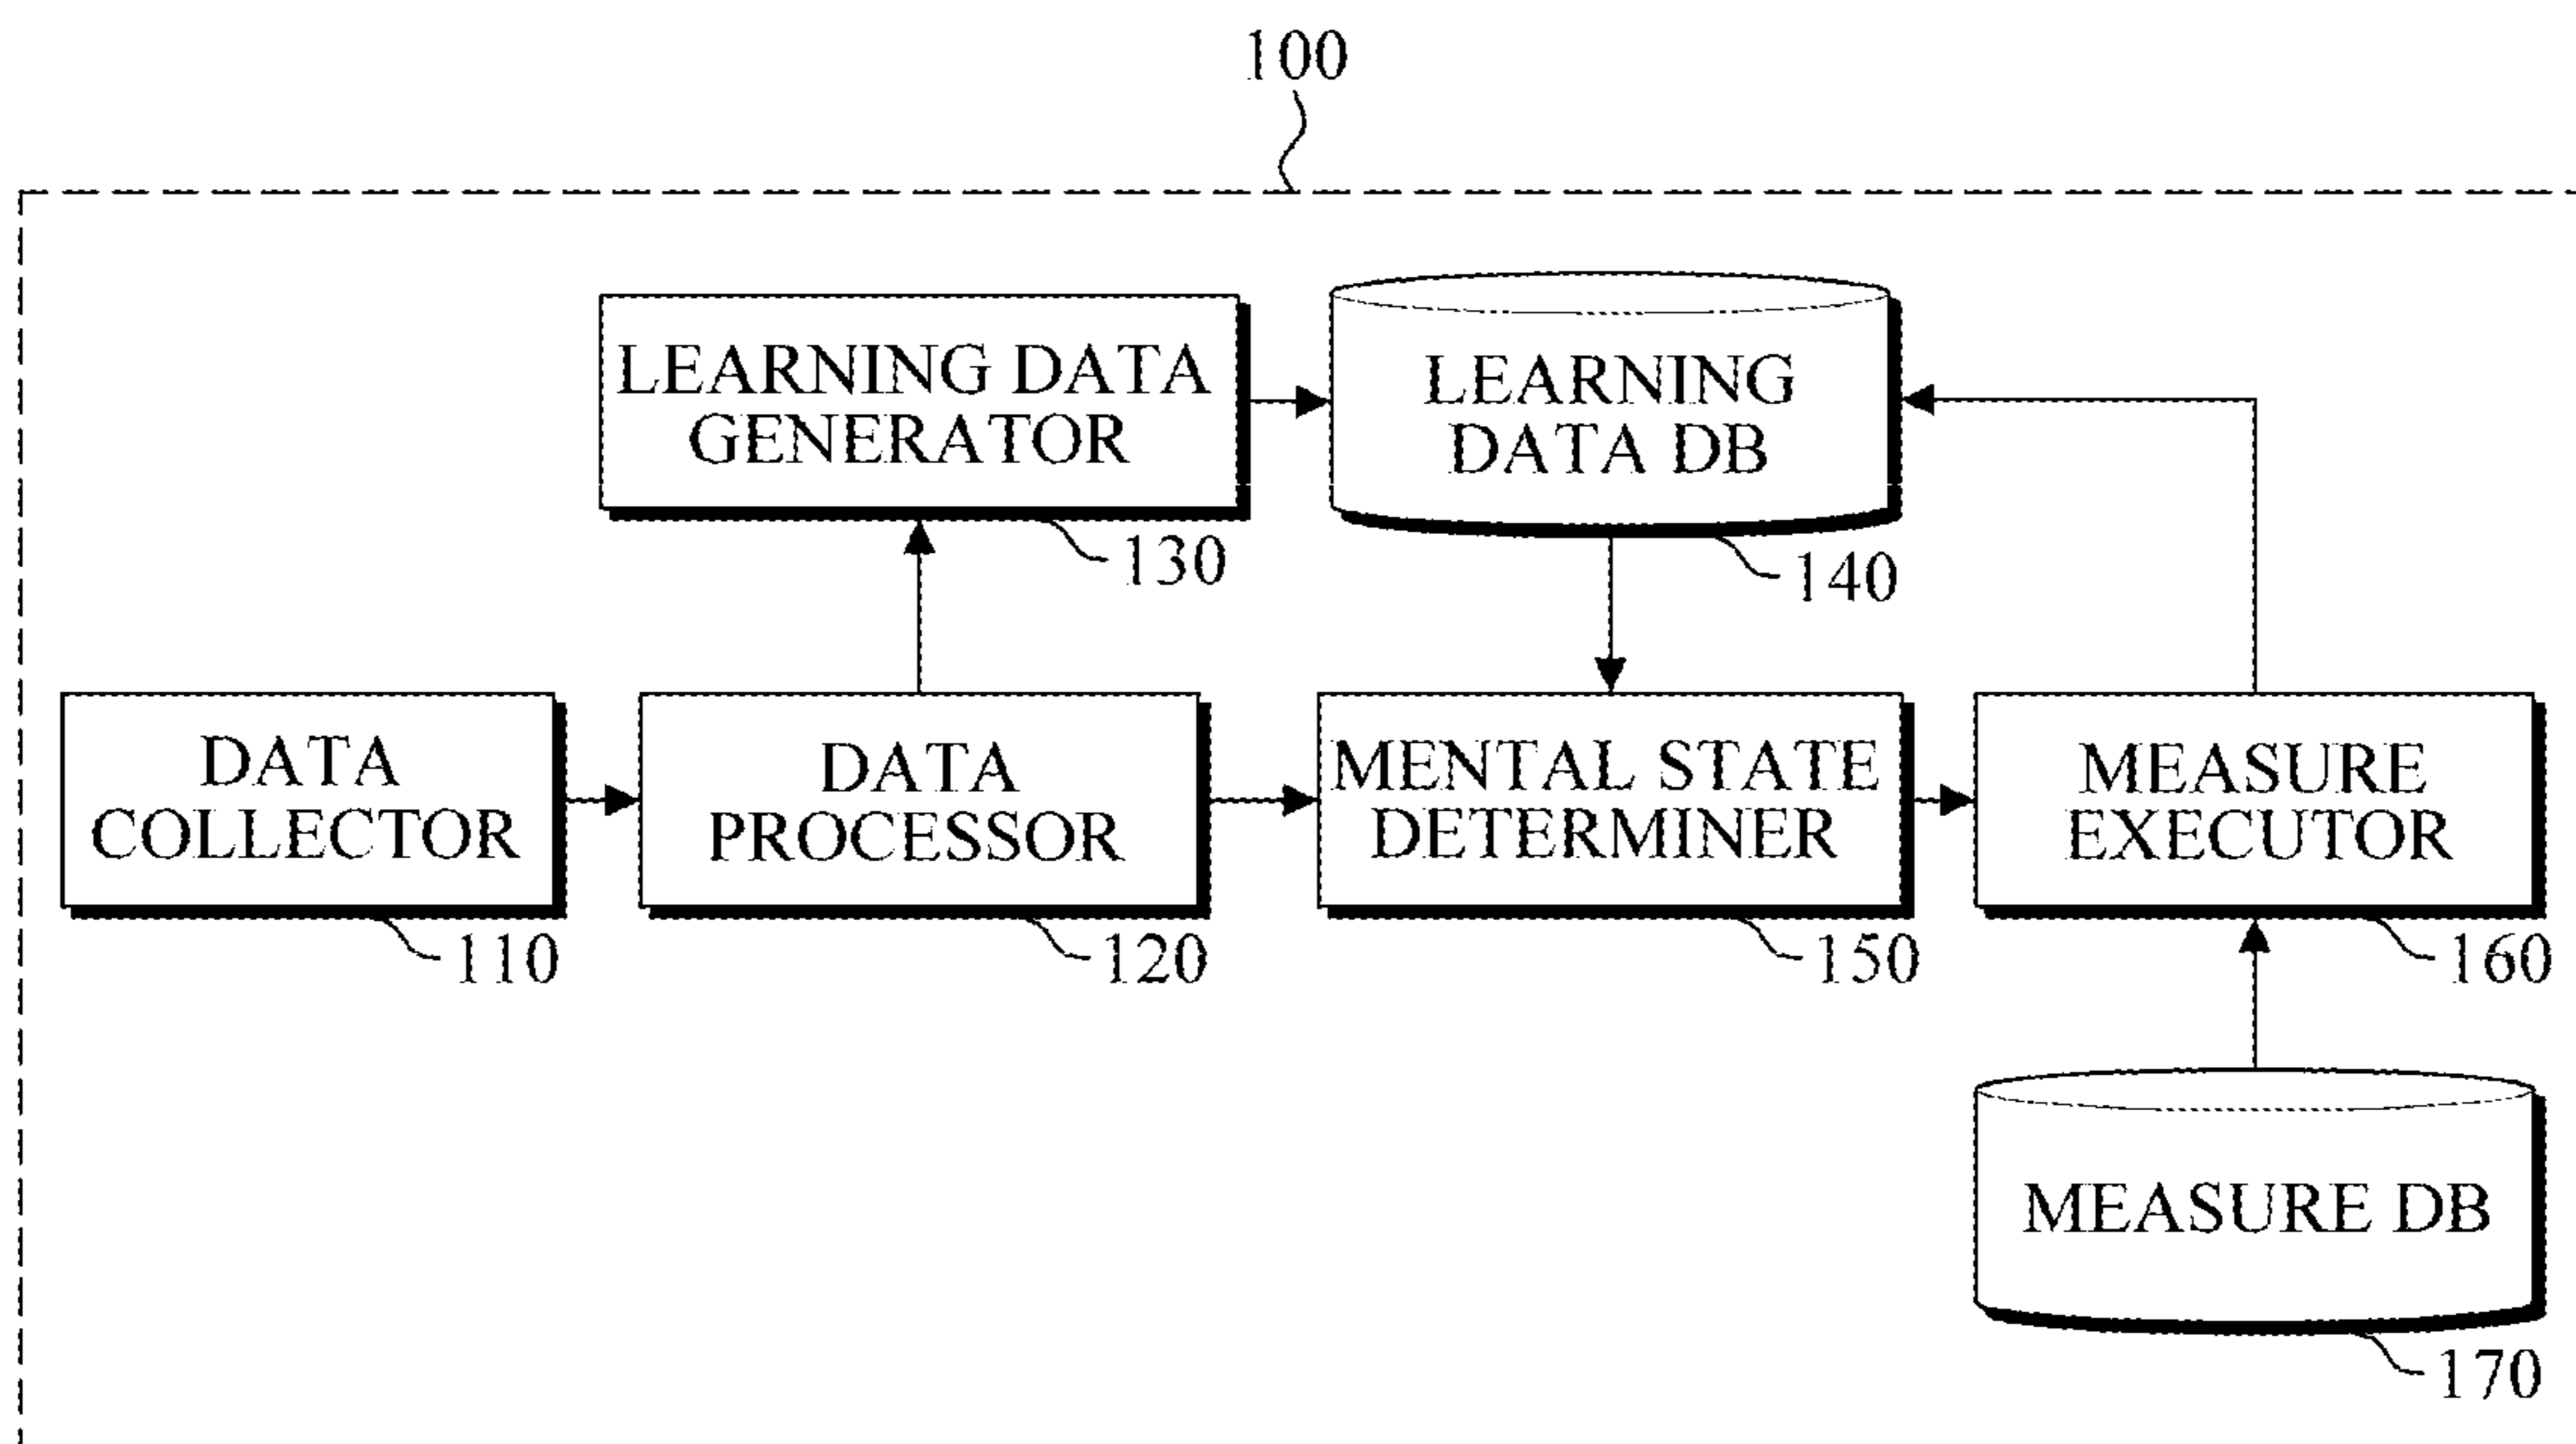 100
LEARNING DATA
GENERATOR
130
LEARNING
DATA DB
140
DATA
COLLECTOR
110
DATA
PROCESSOR
120
MENTAL STATE
DETERMINER
150
MEASURE
EXECUTOR
160
MEASURE DB
170